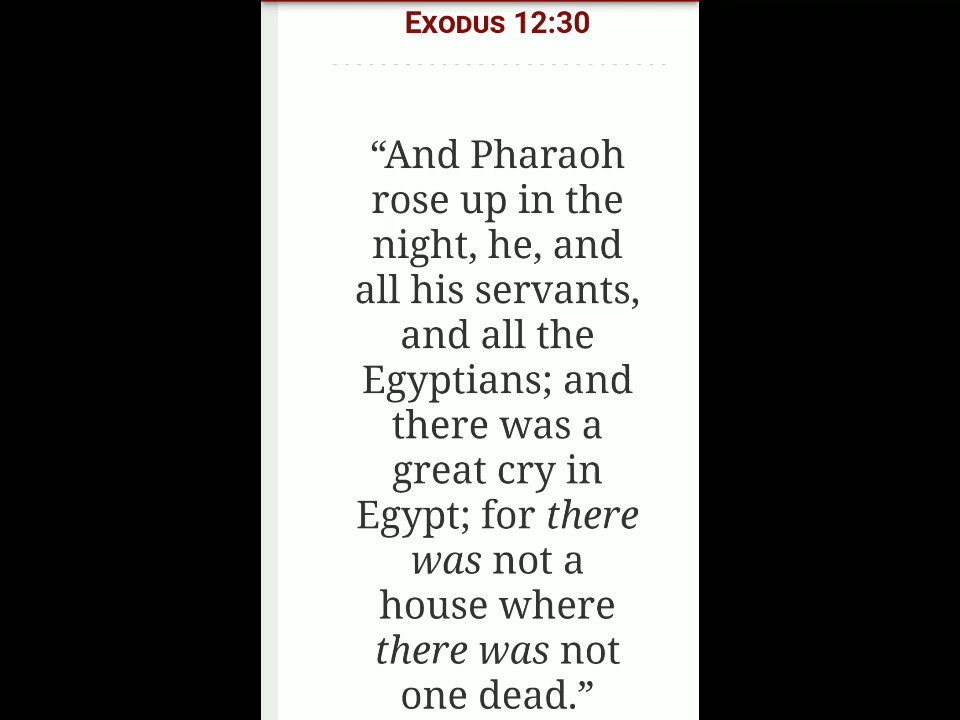 Exodus 12:30
“And Pharaoh
rose up in the
night, he, and
all his servants,
and all the
Egyptians; and
there was a
great cry in
Egypt; for there
was not a
house where
there was not
one dead.”